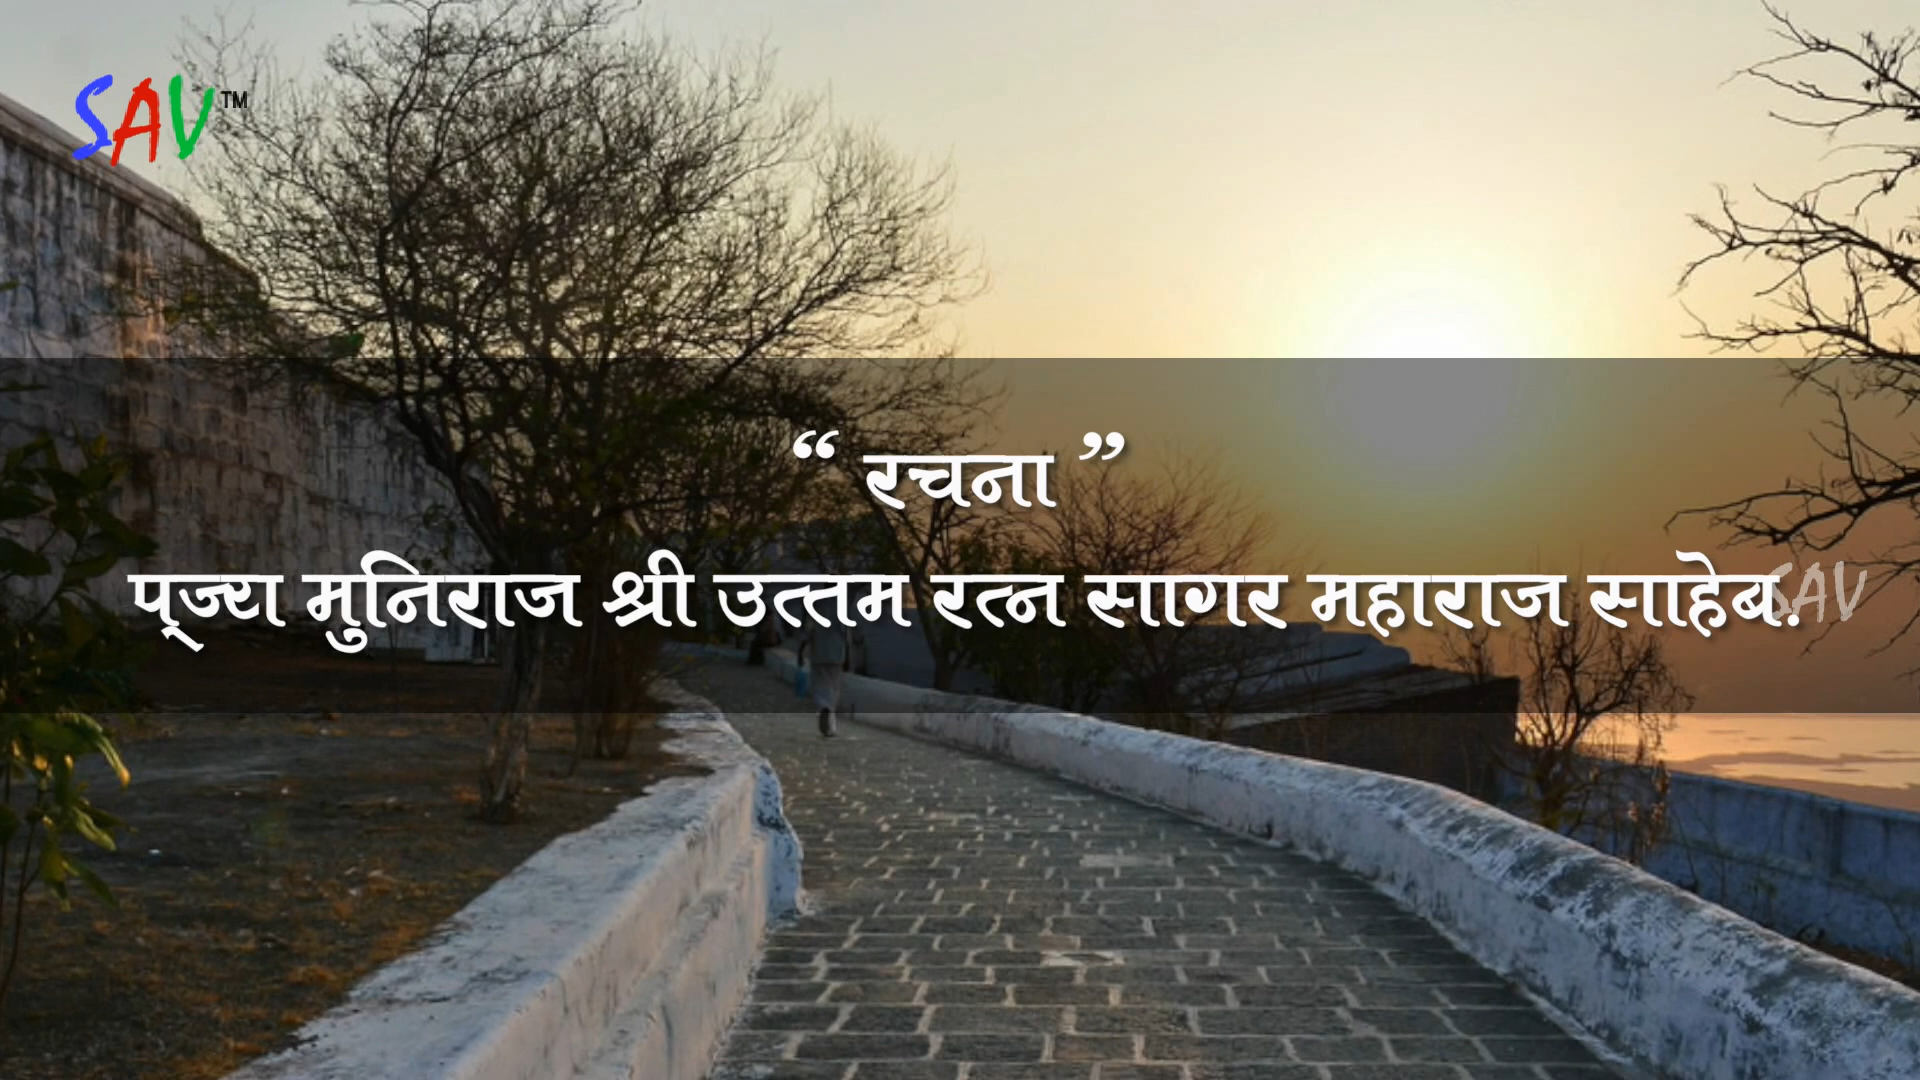 SAV™
“ रचना ”
पूज्य मुनिराज श्री उत्तम रत्न सागर महाराज साहेब.
SAV